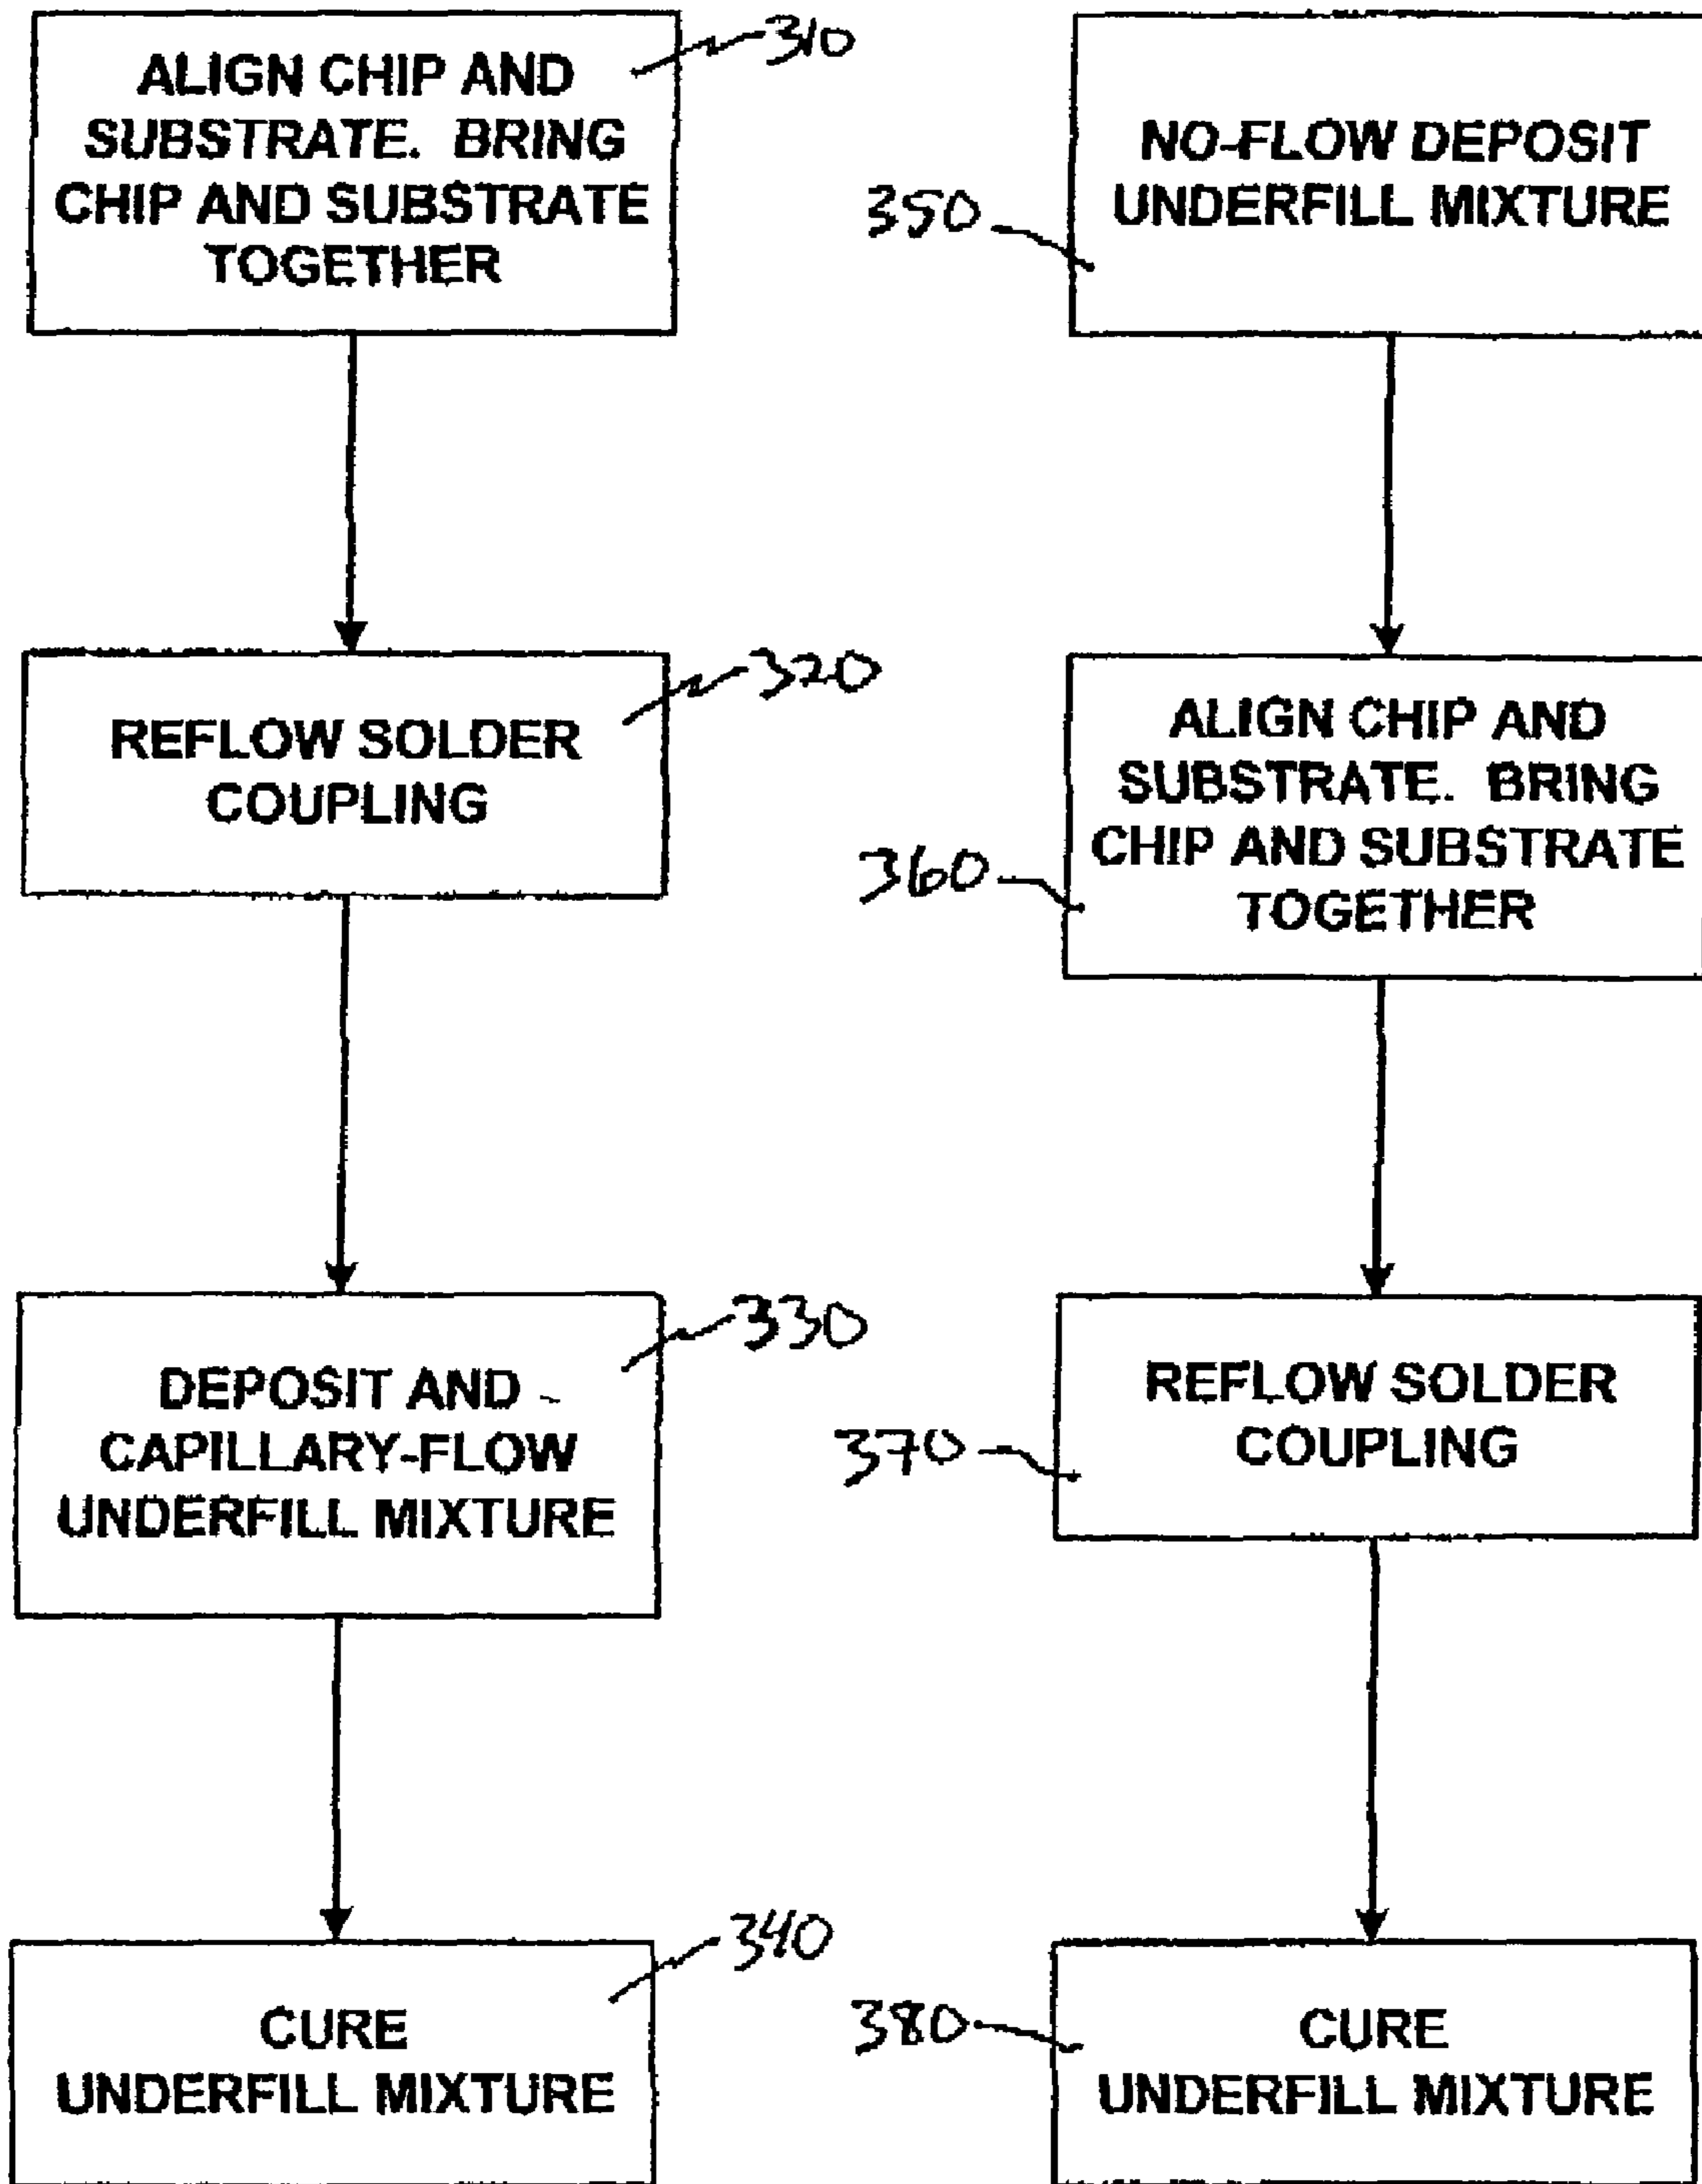 ALIGN CHIP AND
SUBSTRATE. BRING
CHIP AND SUBSTRATE
TOGETHER
310
REFLOW SOLDER
COUPLING
320
DEPOSIT AND -
CAPILLARY-FLOW
UNDERFILL MIXTURE
330
CURE
UNDERFILL MIXTURE
340
NO-FLOW DEPOSIT
UNDERFILL MIXTURE
350
ALIGN CHIP AND
SUBSTRATE. BRING
CHIP AND SUBSTRATE
TOGETHER
360
REFLOW SOLDER
COUPLING
370
CURE
UNDERFILL MIXTURE
380